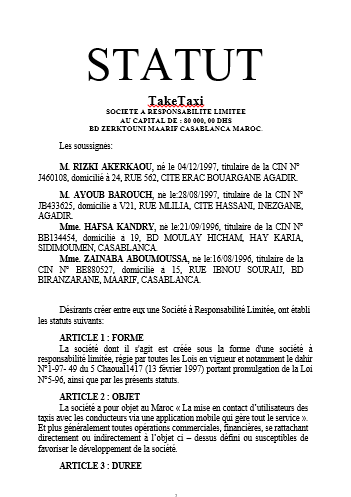 STATUT
TakeTaxi
SOCIETE A RESPONSABILITE LIMITEE
AU CAPITAL DE : 80 000, 00 DHS
BD ZERKTOUNI MAARIF CASABLANCA MAROC.
Les soussignes:
M. RIZKI AKERKAOU, né le 04/12/1997, titulaire de la CIN N°
J460108, domicilié à 24, RUE 562, CITE ERAC BOUARGANE AGADIR.
M. AYOUB BAROUCH, né le:28/08/1997, titulaire de la CIN N°
JB433625, domicilié a V21, RUE MLILIA, CITE HASSANI, INEZGANE,
AGADIR.
Mme. HAFSA KANDRY, ne le:21/09/1996, titulaire de la CIN N°
BB134454, domicilie a 19, BD MOULAY HICHAM, HAY KARIA,
SIDIMOUMEN, CASABLANCA.
Mme. ZAINABA ABOUMOUSSA, ne le:16/08/1996, titulaire de la
CIN N° BE880527, domicilie a 15, RUE IBNOU SOURAIJ, BD
BIRANZARANE, MAARIF, CASABLANCA.
Désirants créer entre eux une Société à Responsabilité Limitée, ont établi
les statuts suivants:
ARTICLE 1 : FORME
La société dont il s'agit est créée sous la forme d'une société à
responsabilité limitée, régie par toutes les Lois en vigueur et notamment le dahir
N°1-97- 49 du 5 Chaoual1417 (13 février 1997) portant promulgation de la Loi
N°5-96, ainsi que par les présents statuts.
ARTICLE 2 : OBJET
La société a pour objet au Maroc « La mise en contact d'utilisateurs des
taxis avec les conducteurs via une application mobile qui gère tout le service ».
Et plus généralement toutes opérations commerciales, financières, se rattachant
directement ou indirectement à l'objet ci – dessus défini ou susceptibles de
favoriser le développement de la société.
ARTICLE 3 : DUREE